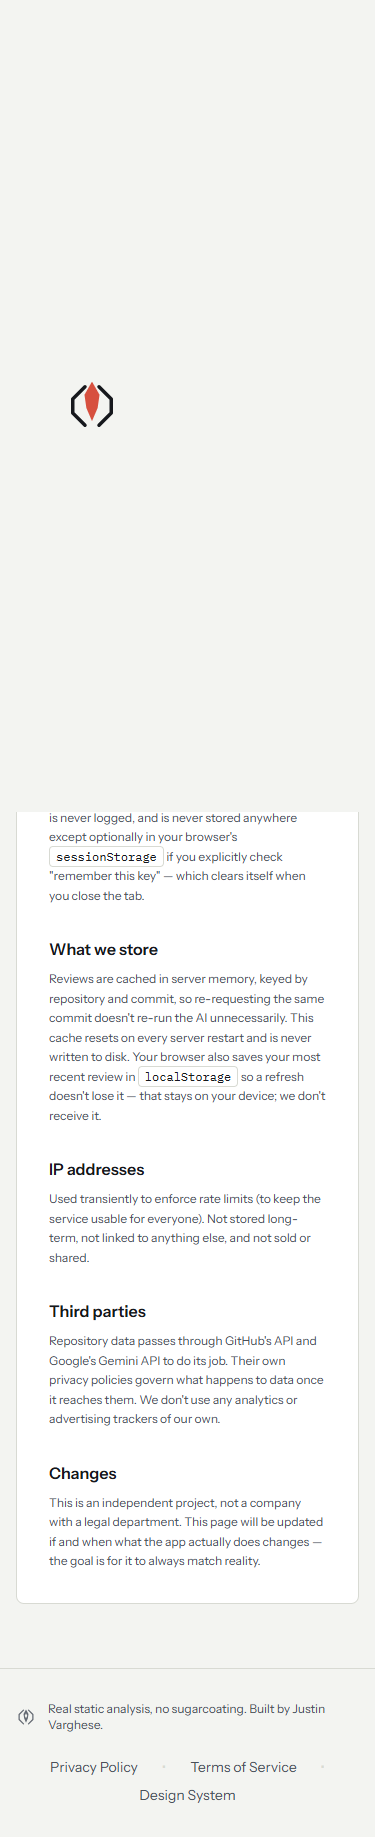 is never logged, and is never stored anywhere
except optionally in your browser's
sessionStorage if you explicitly check
"remember this key" — which clears itself when
you close the tab.
What we store
Reviews are cached in server memory, keyed by
repository and commit, so re-requesting the same
commit doesn't re-run the AI unnecessarily. This
cache resets on every server restart and is never
written to disk. Your browser also saves your most
recent review in localStorage so a refresh
doesn't lose it — that stays on your device; we don't
receive it.
IP addresses
Used transiently to enforce rate limits (to keep the
service usable for everyone). Not stored long-
term, not linked to anything else, and not sold or
shared.
Third parties
Repository data passes through GitHub's API and
Google's Gemini API to do its job. Their own
privacy policies govern what happens to data once
it reaches them. We don't use any analytics or
advertising trackers of our own.
Changes
This is an independent project, not a company
with a legal department. This page will be updated
if and when what the app actually does changes —
the goal is for it to always match reality.
Real static analysis, no sugarcoating. Built by Justin
Varghese.
Privacy Policy · Terms of Service ·
Design System